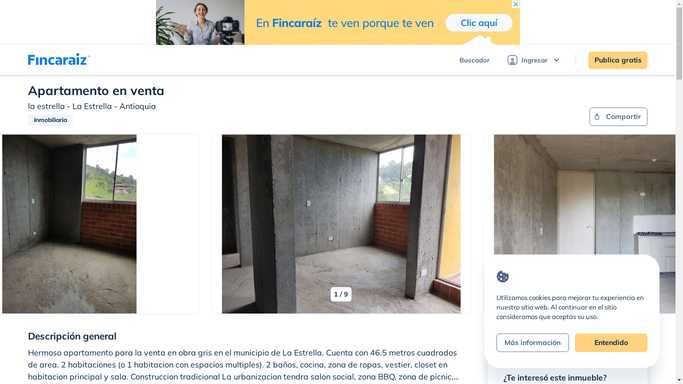 En Fincaraíz te ven porque te ven
Clic aquí
Fincaraíz
Buscador
Ingresar
Publica gratis
Apartamento en venta
la estrella - La Estrella - Antioquia
Inmobiliaria
Compartir
1 / 9
Utilizamos cookies para mejorar tu experiencia en
nuestro sitio web. Al continuar en el sitio
consideramos que aceptas su uso.
Más información
Entendido
Descripción general
Hermoso apartamento para la venta en obra gris en el municipio de La Estrella. Cuenta con 46.5 metros cuadrados
de area. 2 habitaciones (o 1 habitacion con espacios multiples). 2 baños, cocina, zona de ropas, vestier, closet en
habitacion principal y sala. Construccion tradicional La urbanizacion tendra salon social, zona BBQ, zona de picnic,...
¿Te interesó este inmueble?